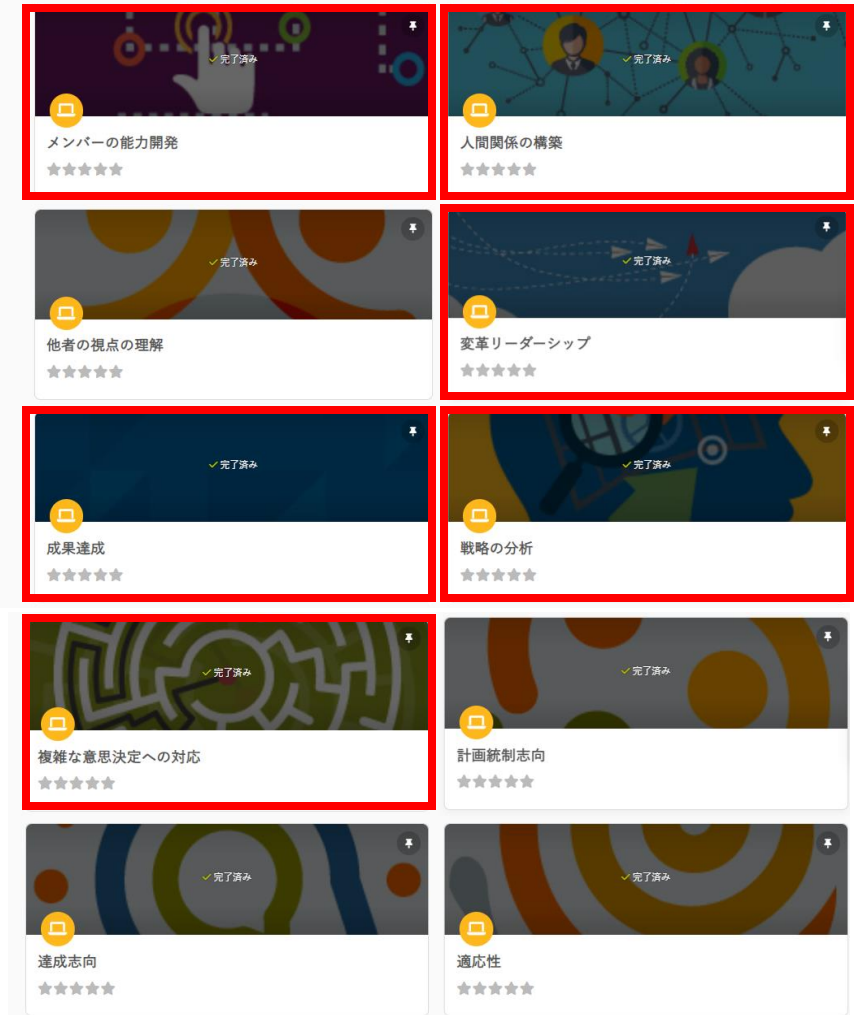 完了済み
メンバーの能力開発
完了済み
人間関係の構築
完了済み
他者の視点の理解
完了済み
変革リーダーシップ
完了済み
成果達成
完了済み
戦略の分析
完了済み
複雑な意思決定への対応
完了済み
計画統制志向
完了済み
達成志向
完了済み
適応性